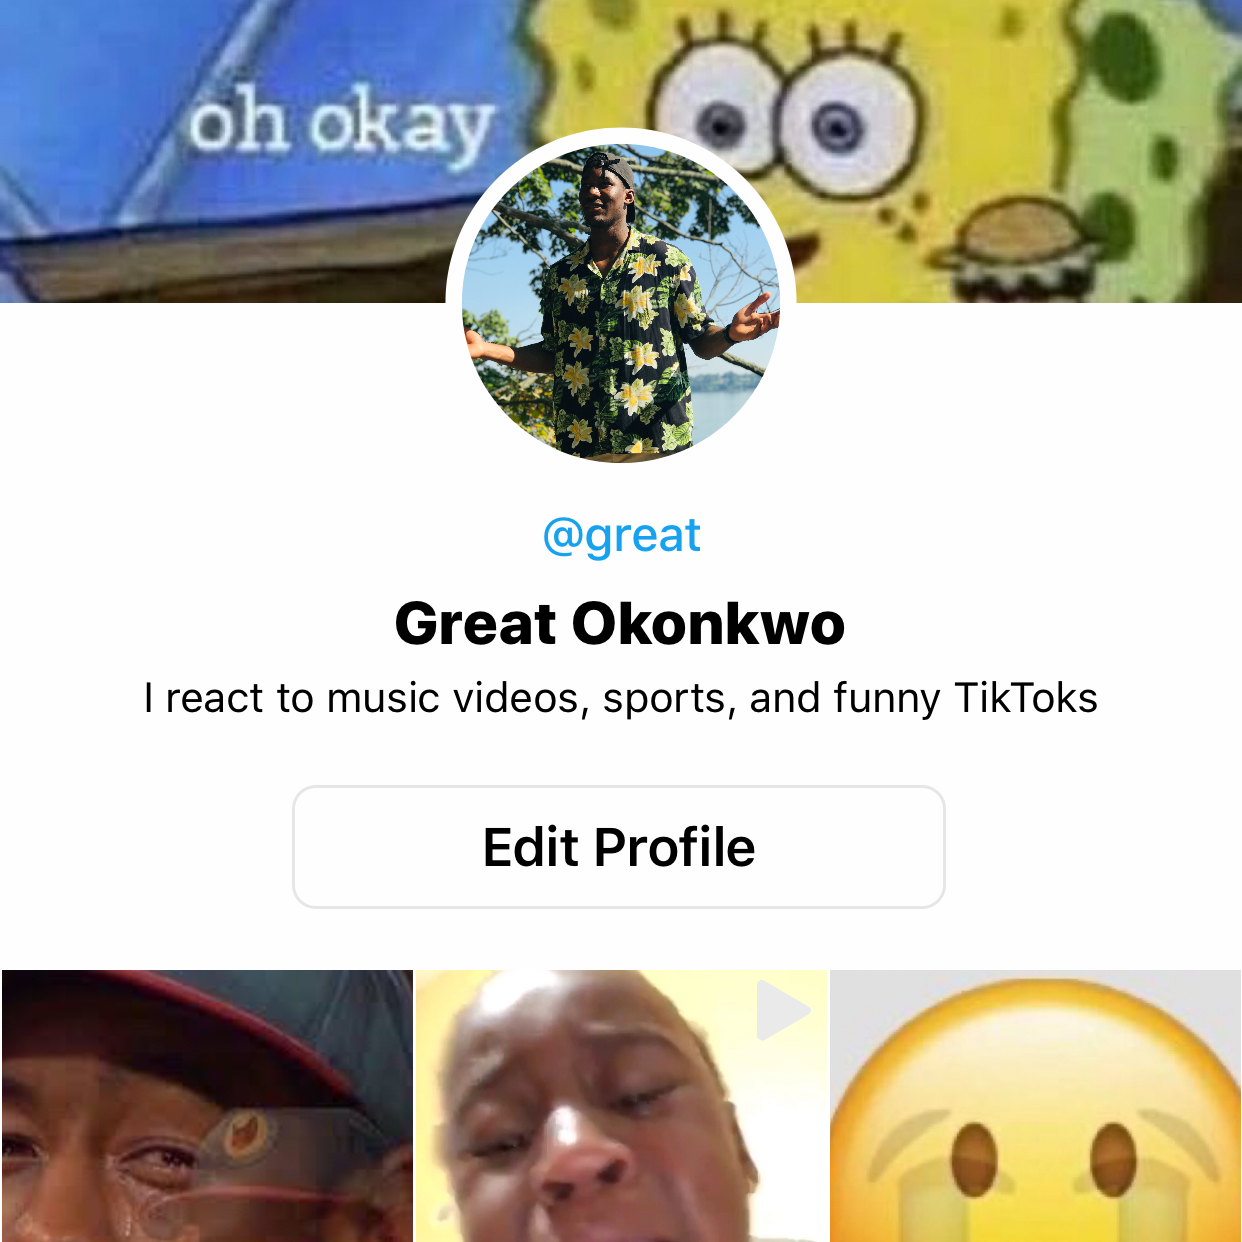 oh okay
@great
Great Okonkwo
I react to music videos, sports, and funny TikToks
Edit Profile